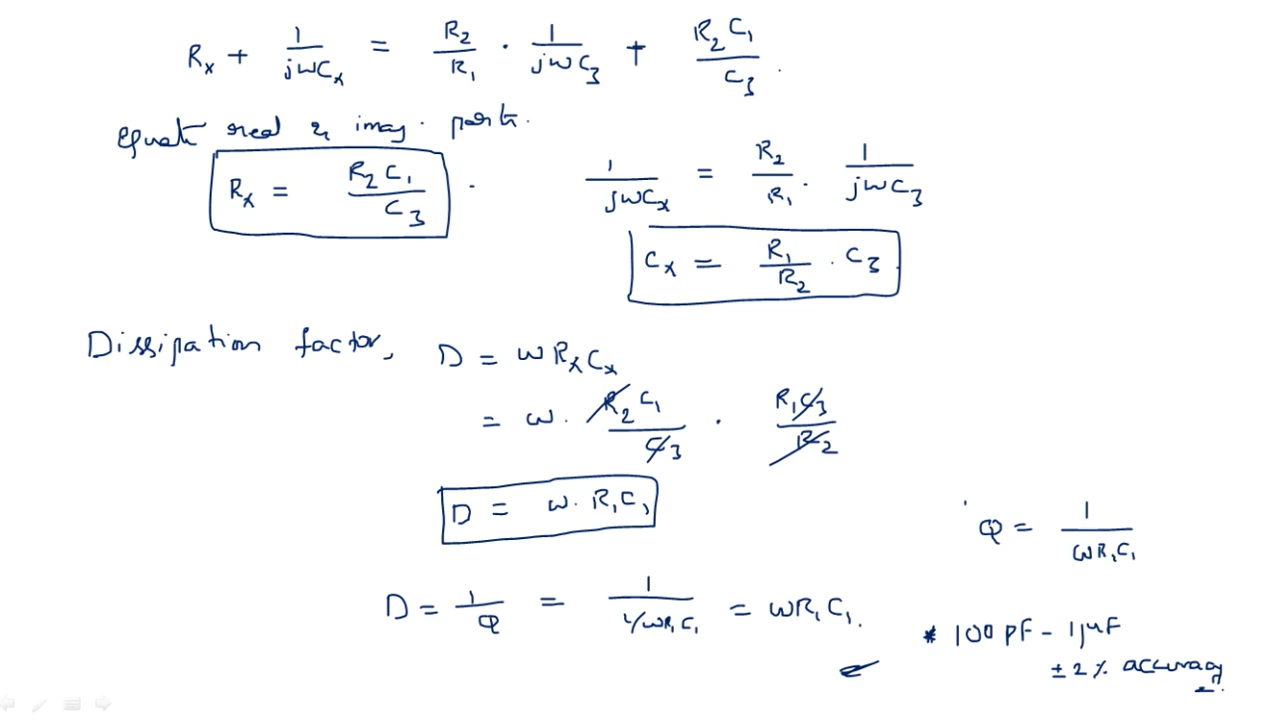 Rx + 1/jωCx = R2/R1 · 1/jωC3 + R2C1/C3.
Equate real & imag. parts.
Rx = R2C1/C3 .
1/jωCx = R2/R1 . 1/jωC3
Cx = R1/R2 . C3
Dissipation factor, D = ωRxCx
= ω. R2C1/C3 . R1C3/R2
D = ω. R1C1
Q = 1/ωR1C1
D = 1/Q = 1/1/ωR1C1 = ωR1C1.
* 100 pF - 1μF
± 2% accuracy